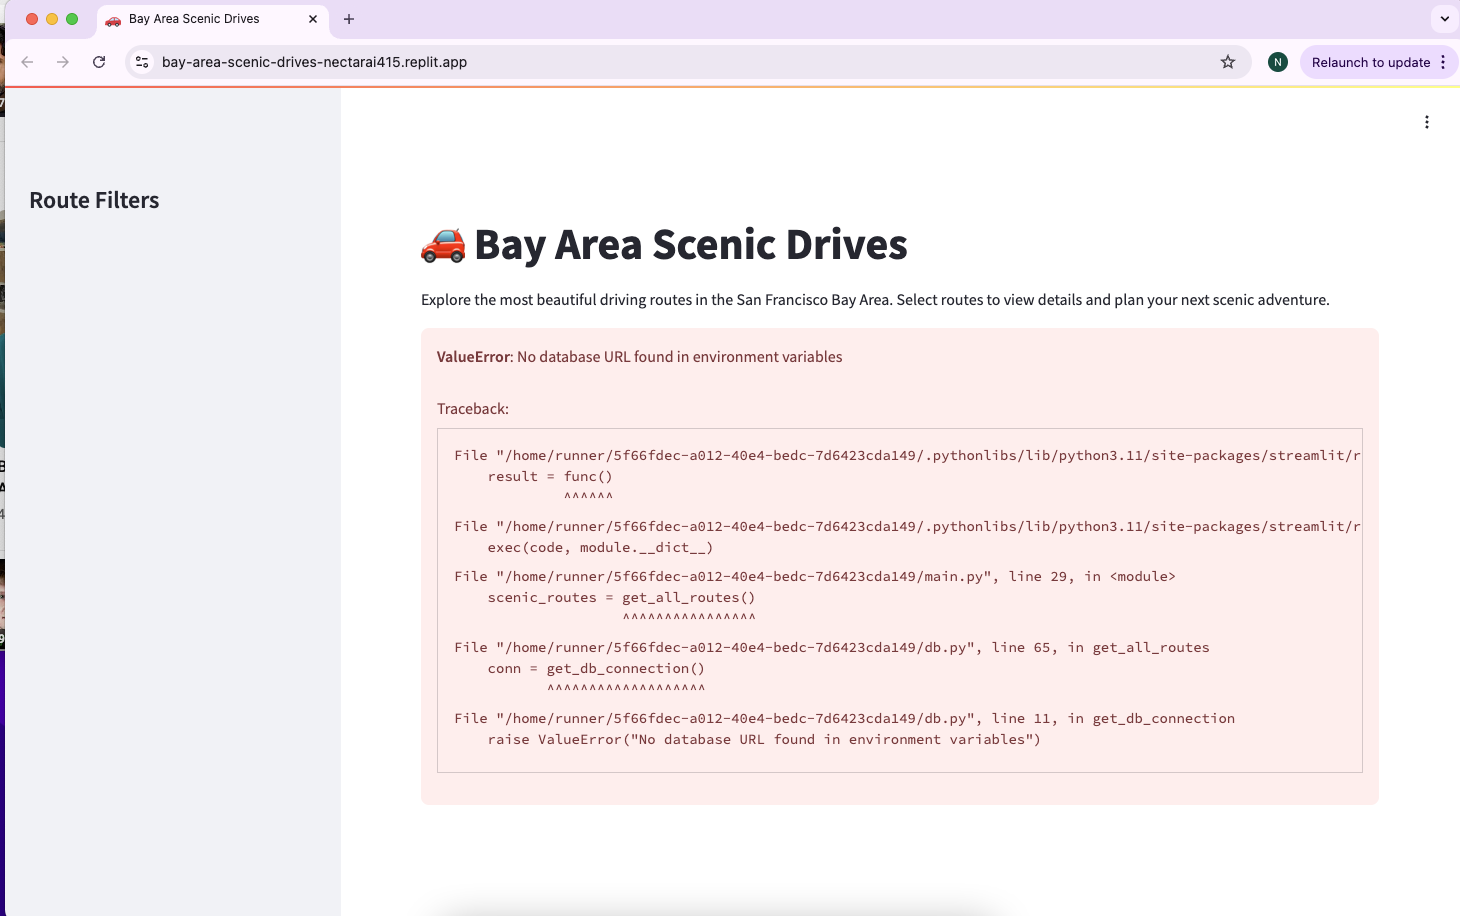 Bay Area Scenic Drives
bay-area-scenic-drives-nectarai415.replit.app
N
Relaunch to update
Route Filters
Bay Area Scenic Drives
Explore the most beautiful driving routes in the San Francisco Bay Area. Select routes to view details and plan your next scenic adventure.
ValueError: No database URL found in environment variables
Traceback:
File "/home/runner/5f66fdec-a012-40e4-bedc-7d6423cda149/.pythonlibs/lib/python3.11/site-packages/streamlit/r
result = func()
^^^^^^
File "/home/runner/5f66fdec-a012-40e4-bedc-7d6423cda149/.pythonlibs/lib/python3.11/site-packages/streamlit/r
exec(code, module.__dict__)
File "/home/runner/5f66fdec-a012-40e4-bedc-7d6423cda149/main.py", line 29, in <module>
scenic_routes = get_all_routes()
^^^^^^^^^^^^^^^^
File "/home/runner/5f66fdec-a012-40e4-bedc-7d6423cda149/db.py", line 65, in get_all_routes
conn = get_db_connection()
^^^^^^^^^^^^^^^^^^^
File "/home/runner/5f66fdec-a012-40e4-bedc-7d6423cda149/db.py", line 11, in get_db_connection
raise ValueError("No database URL found in environment variables")